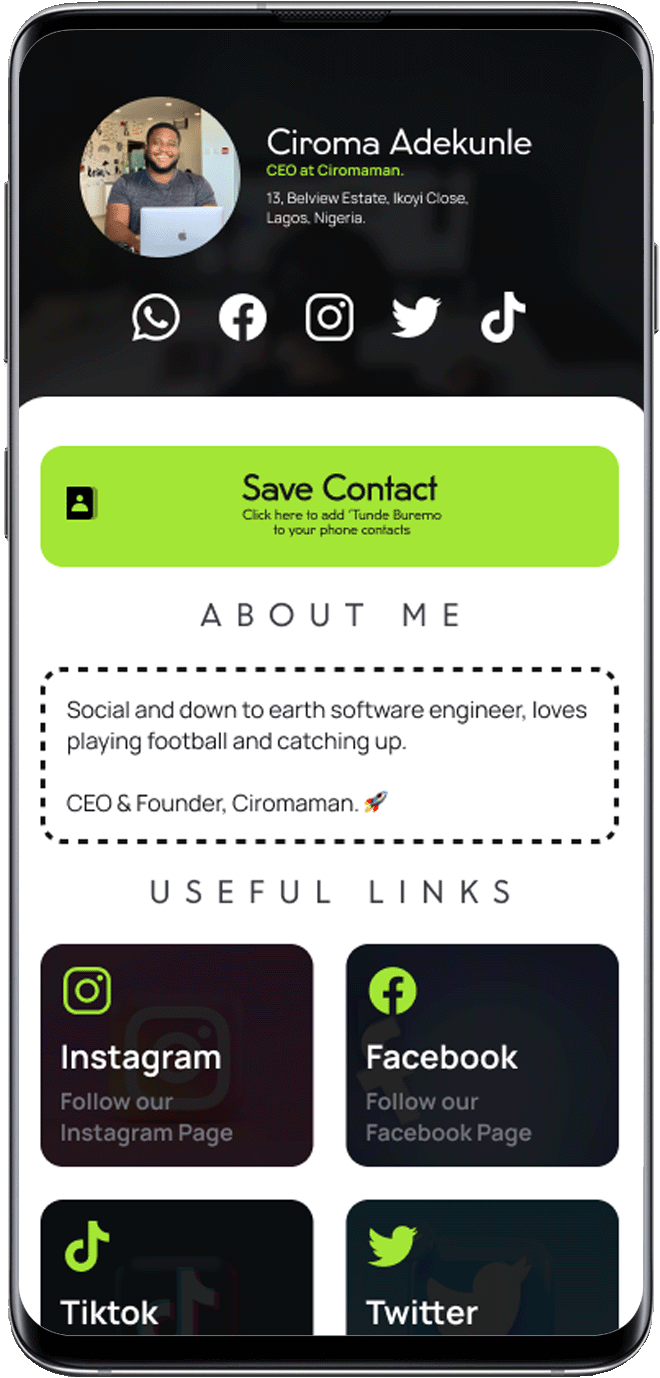 Ciroma Adekunle
CEO at Ciromaman.
13, Belview Estate, Ikoyi Close,
Lagos, Nigeria.
Save Contact
Click here to add ‘Tunde Buremo
to your phone contacts
ABOUT ME
Social and down to earth software engineer, loves
playing football and catching up.
CEO & Founder, Ciromaman. 🚀
USEFUL LINKS
Instagram
Follow our
Instagram Page
Facebook
Follow our
Facebook Page
Tiktok
Twitter